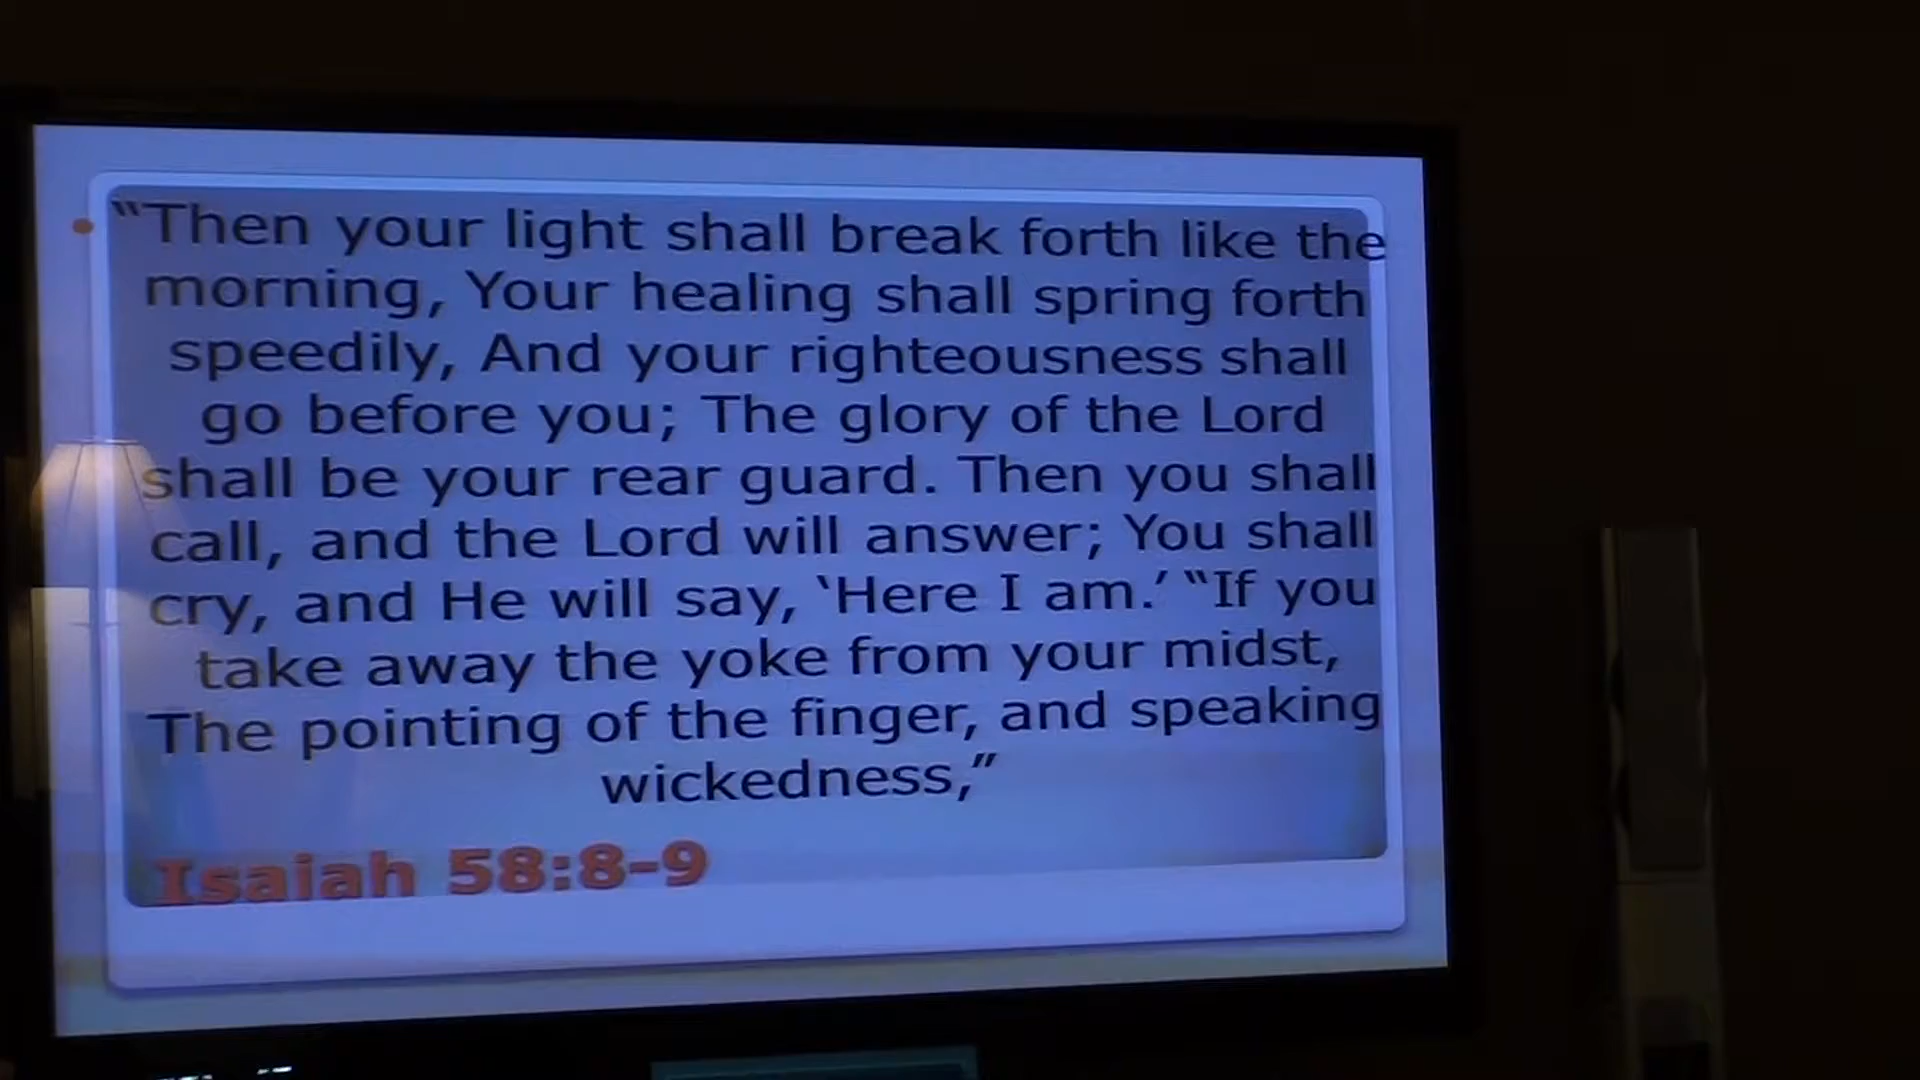 • “Then your light shall break forth like the
morning, Your healing shall spring forth
speedily, And your righteousness shall
go before you; The glory of the Lord
shall be your rear guard. Then you shall
call, and the Lord will answer; You shall
cry, and He will say, ‘Here I am.’ “If you
take away the yoke from your midst,
The pointing of the finger, and speaking
wickedness,”
Isaiah 58:8-9